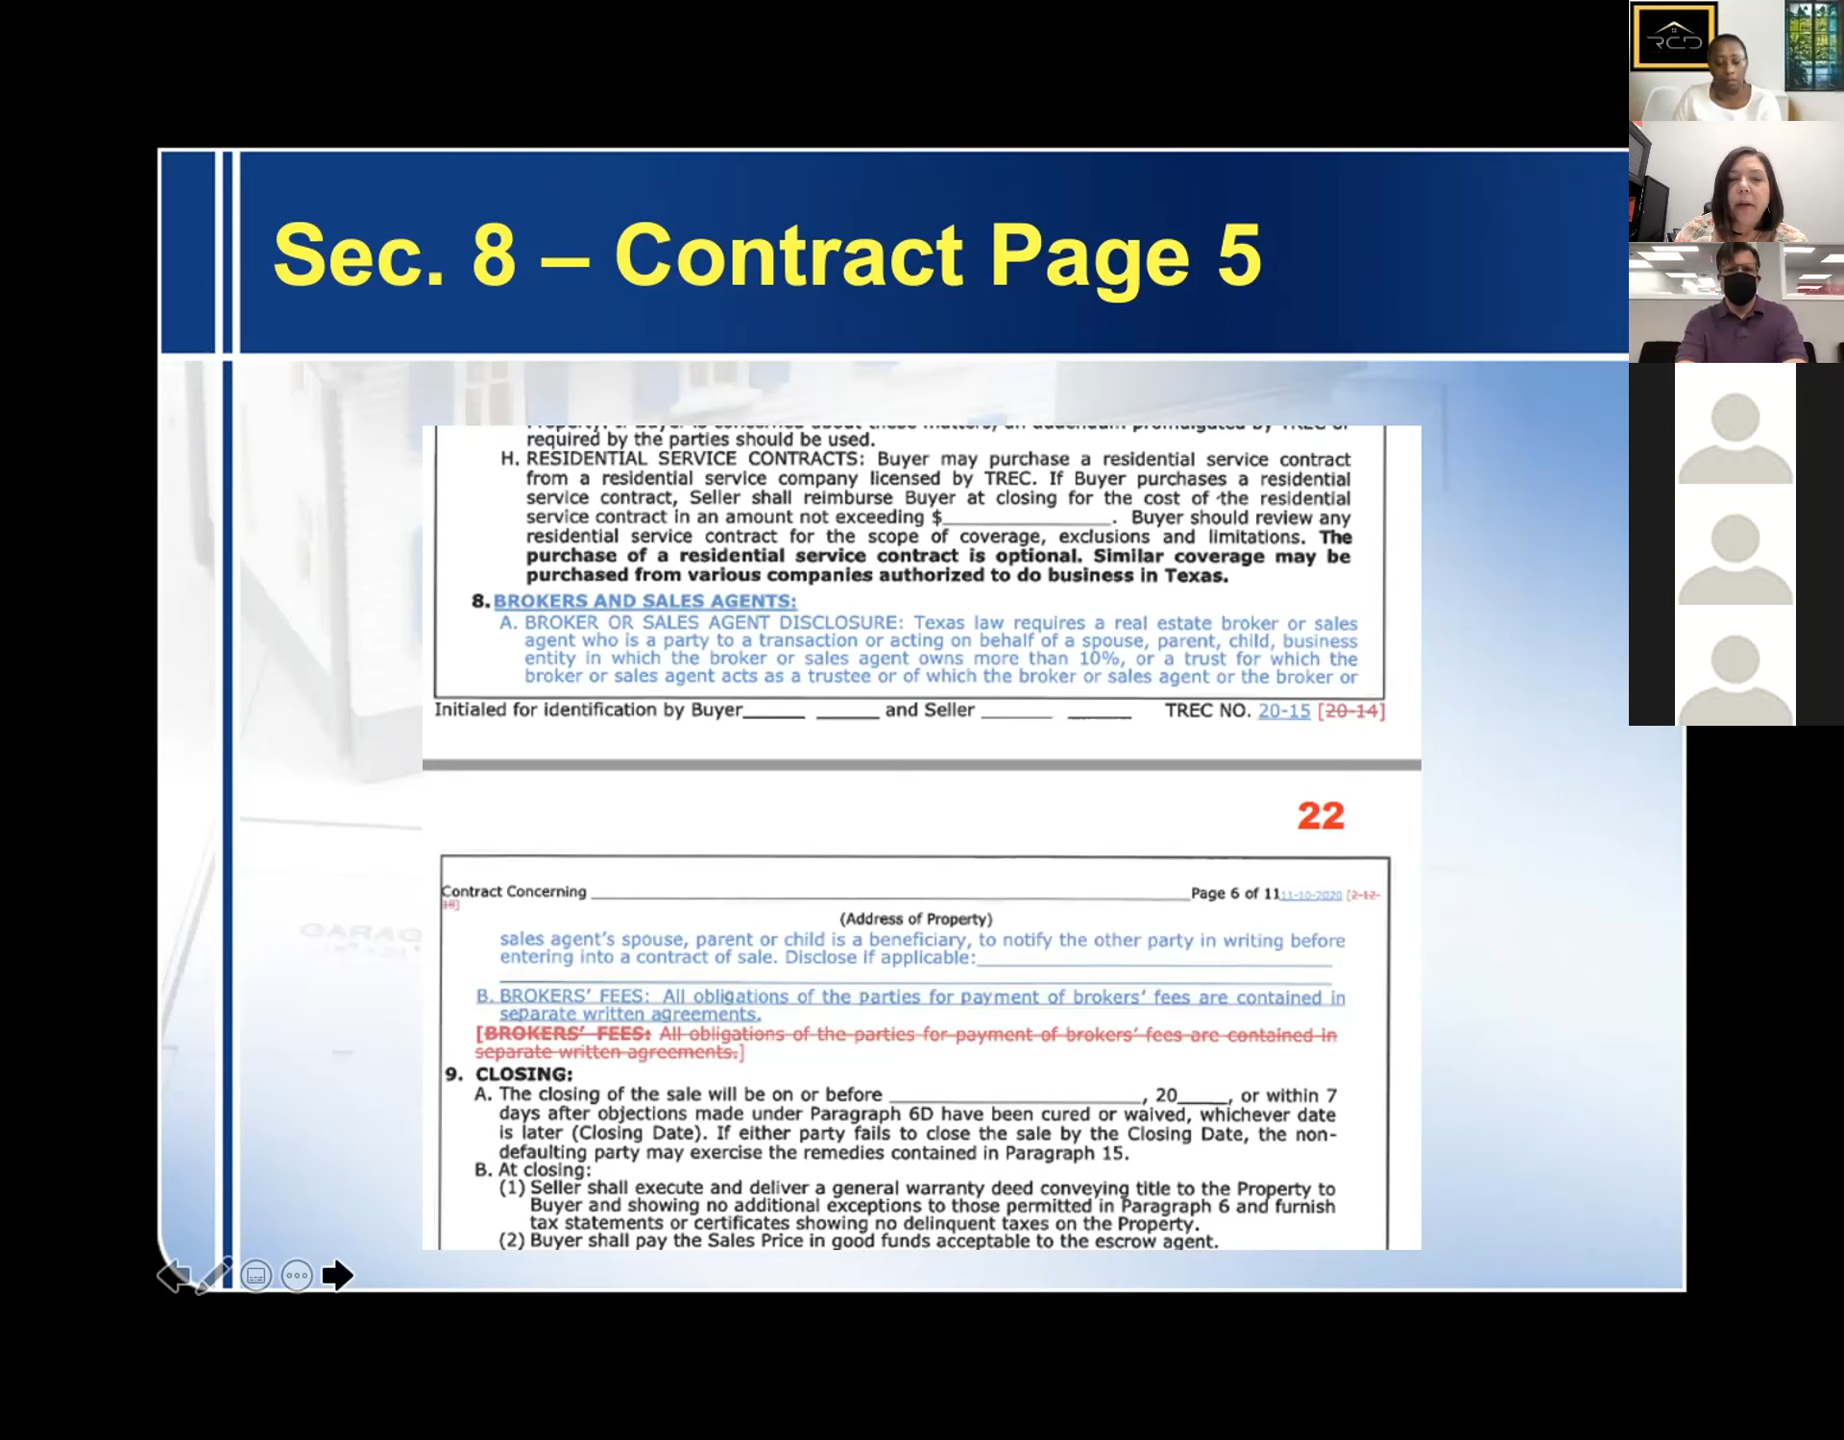 RCD
Sec. 8 – Contract Page 5
required by the parties should be used.
H. RESIDENTIAL SERVICE CONTRACTS: Buyer may purchase a residential service contract
from a residential service company licensed by TREC. If Buyer purchases a residential
service contract, Seller shall reimburse Buyer at closing for the cost of the residential
service contract in an amount not exceeding $____________. Buyer should review any
residential service contract for the scope of coverage, exclusions and limitations. The
purchase of a residential service contract is optional. Similar coverage may be
purchased from various companies authorized to do business in Texas.
8. BROKERS AND SALES AGENTS:
A. BROKER OR SALES AGENT DISCLOSURE: Texas law requires a real estate broker or sales
agent who is a party to a transaction or acting on behalf of a spouse, parent, child, business
entity in which the broker or sales agent owns more than 10%, or a trust for which the
broker or sales agent acts as a trustee or of which the broker or sales agent or the broker or
Initialed for identification by Buyer_____ _____ and Seller _____ _____ TREC NO. 20-15 [20-14]
22
Contract Concerning ____________ Page 6 of 11 11-10-2020 [2-12-
18]
(Address of Property)
sales agent's spouse, parent or child is a beneficiary, to notify the other party in writing before
entering into a contract of sale. Disclose if applicable:____________
B. BROKERS' FEES: All obligations of the parties for payment of brokers' fees are contained in
separate written agreements.
[BROKERS' FEES: All obligations of the parties for payment of brokers' fees are contained in
separate written agreements.]
9. CLOSING:
A. The closing of the sale will be on or before ____________, 20____, or within 7
days after objections made under Paragraph 6D have been cured or waived, whichever date
is later (Closing Date). If either party fails to close the sale by the Closing Date, the non-
defaulting party may exercise the remedies contained in Paragraph 15.
B. At closing:
(1) Seller shall execute and deliver a general warranty deed conveying title to the Property to
Buyer and showing no additional exceptions to those permitted in Paragraph 6 and furnish
tax statements or certificates showing no delinquent taxes on the Property.
(2) Buyer shall pay the Sales Price in good funds acceptable to the escrow agent.